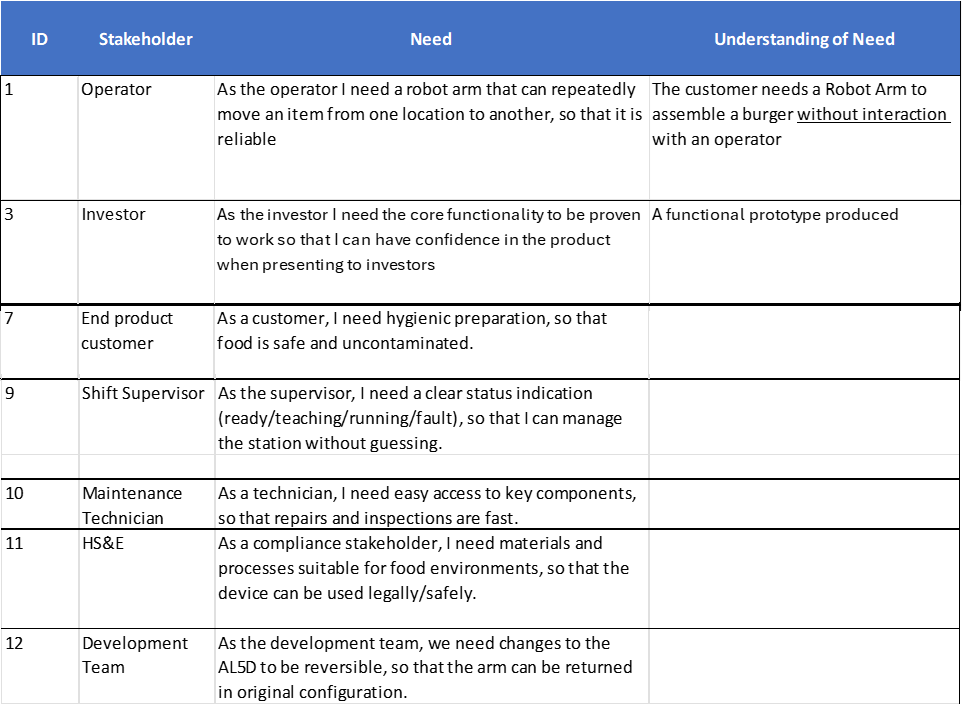 ID Stakeholder Need Understanding of Need
1 Operator As the operator I need a robot arm that can repeatedly The customer needs a Robot Arm to
move an item from one location to another, so that it is assemble a burger without interaction
reliable with an operator
3 Investor As the investor I need the core functionality to be proven A functional prototype produced
to work so that I can have confidence in the product
when presenting to investors
7 End product As a customer, I need hygienic preparation, so that
customer food is safe and uncontaminated.
9 Shift Supervisor As the supervisor, I need a clear status indication
(ready/teaching/running/fault), so that I can manage
the station without guessing.
10 Maintenance As a technician, I need easy access to key components,
Technician so that repairs and inspections are fast.
11 HS&E As a compliance stakeholder, I need materials and
processes suitable for food environments, so that the
device can be used legally/safely.
12 Development As the development team, we need changes to the
Team AL5D to be reversible, so that the arm can be returned
in original configuration.